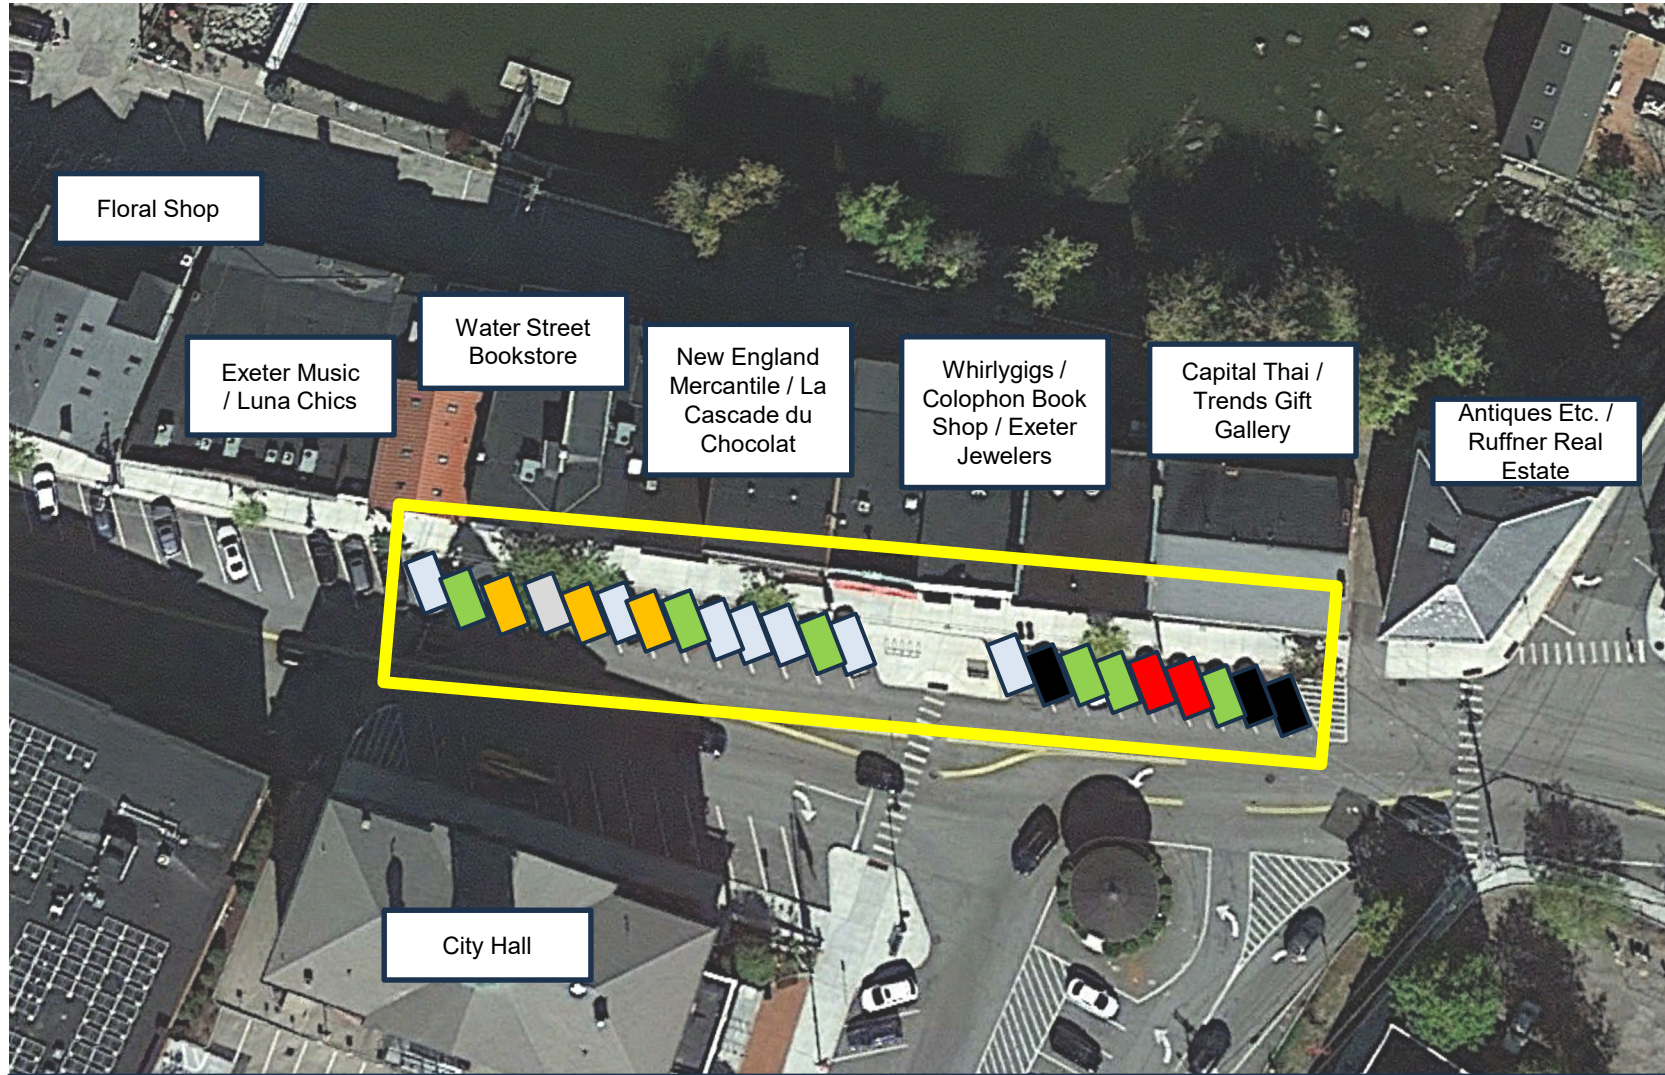 Floral Shop
Exeter Music
/ Luna Chics
Water Street
Bookstore
New England
Mercantile / La
Cascade du
Chocolat
Whirlygigs /
Colophon Book
Shop / Exeter
Jewelers
Capital Thai /
Trends Gift
Gallery
Antiques Etc. /
Ruffner Real
Estate
City Hall